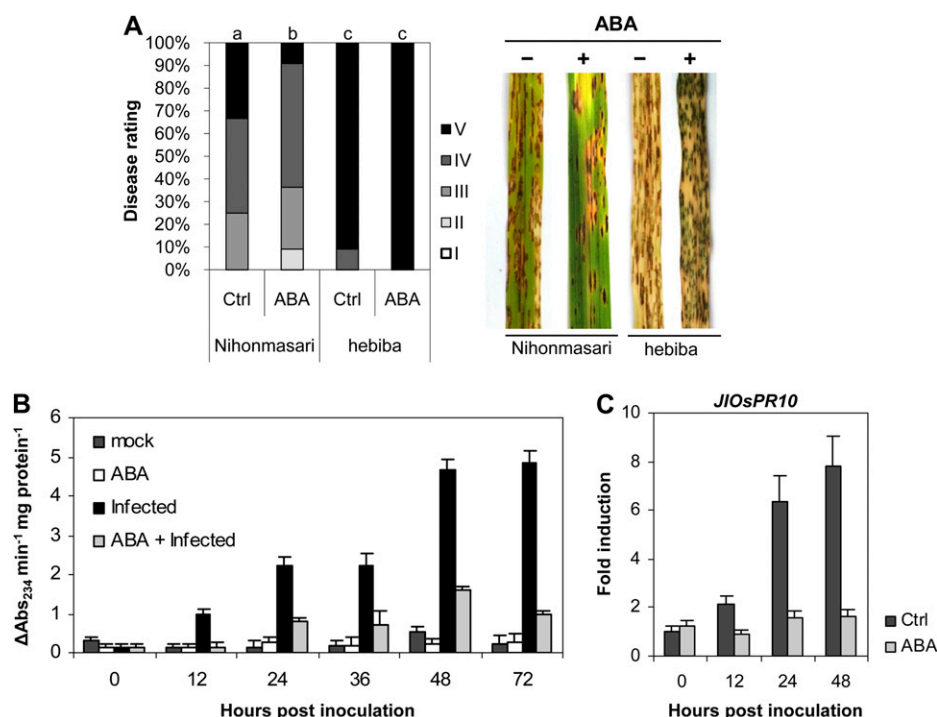 A
a b c c
100%
90%
80%
70%
60%
50%
40%
30%
20%
10%
0%
Disease rating
V
IV
III
II
I
Ctrl ABA Ctrl ABA
Nihonmasari hebiba
ABA
– + – +
Nihonmasari hebiba
B
6
5
4
3
2
1
0
ΔAbs₂₃₄ min⁻¹ mg protein⁻¹
mock
ABA
Infected
ABA + Infected
0 12 24 36 48 72
Hours post inoculation
C
JIOsPR10
10
8
6
4
2
0
Fold induction
Ctrl
ABA
0 12 24 48
Hours post inoculation